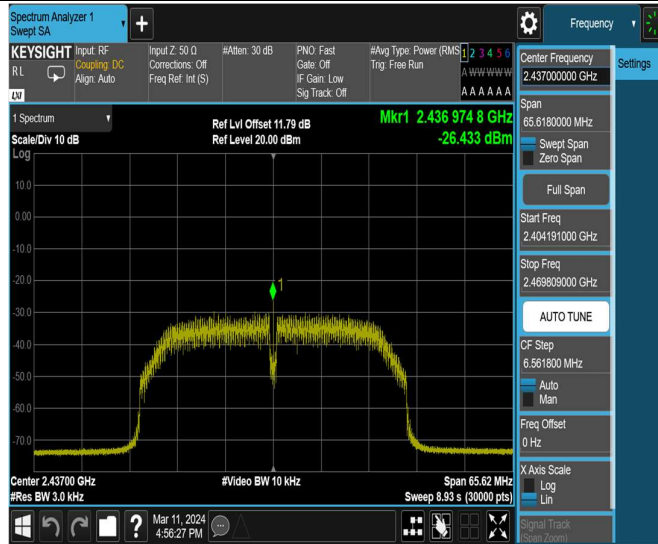 Spectrum Analyzer 1
Swept SA
+
Frequency
KEYSIGHT
RL
LXI
Input: RF
Coupling: DC
Align: Auto
Input Z: 50 Ω
Corrections: Off
Freq Ref: Int (S)
#Atten: 30 dB
PNO: Fast
Gate: Off
IF Gain: Low
Sig Track: Off
#Avg Type: Power (RMS
Trig: Free Run
1 2 3 4 5 6
A W W W W W
A A A A A A
1 Spectrum
Scale/Div 10 dB
Log
Ref Lvl Offset 11.79 dB
Ref Level 20.00 dBm
Mkr1 2.436 974 8 GHz
-26.433 dBm
10.0
0.00
-10.0
-20.0
-30.0
-40.0
-50.0
-60.0
-70.0
1
Center 2.43700 GHz
#Res BW 3.0 kHz
#Video BW 10 kHz
Span 65.62 MHz
Sweep 8.93 s (30000 pts)
Mar 11, 2024
4:56:27 PM
?
Center Frequency
2.437000000 GHz
Settings
Span
65.6180000 MHz
Swept Span
Zero Span
Full Span
Start Freq
2.404191000 GHz
Stop Freq
2.469809000 GHz
AUTO TUNE
CF Step
6.561800 MHz
Auto
Man
Freq Offset
0 Hz
X Axis Scale
Log
Lin
Signal Track
(Span Zoom)